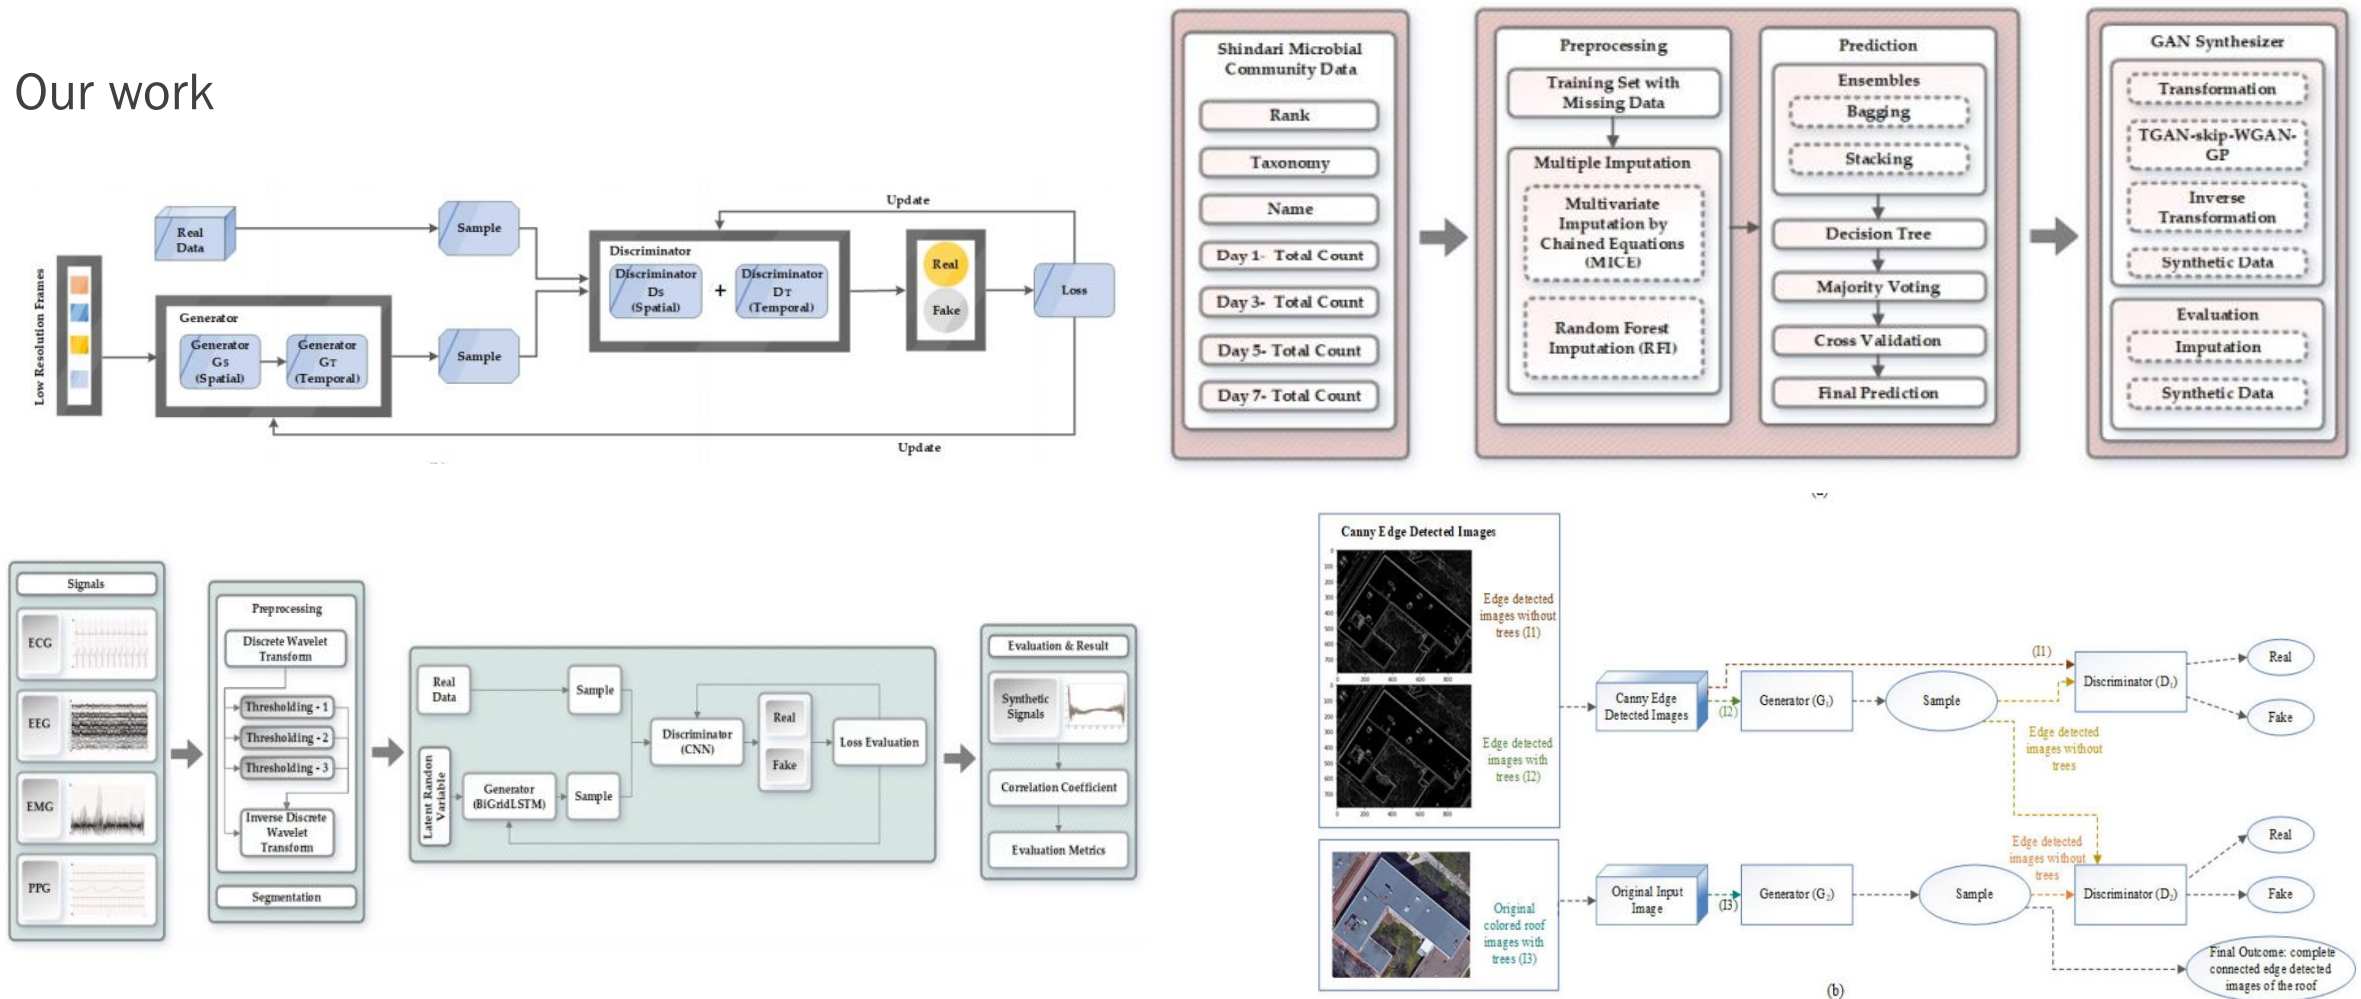 Our work
Low Resolution Frames
Real
Data
Generator
Generator
GS
(Spatial)
Generator
GT
(Temporal)
Sample
Sample
Update
Discriminator
Discriminator
DS
(Spatial)
+
Discriminator
DT
(Temporal)
Real
Fake
Loss
Update
Shindari Microbial
Community Data
Rank
Taxonomy
Name
Day 1- Total Count
Day 3- Total Count
Day 5- Total Count
Day 7- Total Count
Preprocessing
Training Set with
Missing Data
Multiple Imputation
Multivariate
Imputation by
Chained Equations
(MICE)
Random Forest
Imputation (RFI)
Prediction
Ensembles
Bagging
Stacking
Decision Tree
Majority Voting
Cross Validation
Final Prediction
GAN Synthesizer
Transformation
TGAN-skip-WGAN-
GP
Inverse
Transformation
Synthetic Data
Evaluation
Imputation
Synthetic Data
Signals
ECG
EEG
EMG
PPG
Preprocessing
Discrete Wavelet
Transform
Thresholding - 1
Thresholding - 2
Thresholding - 3
Inverse Discrete
Wavelet
Transform
Segmentation
Real
Data
Sample
Latent Randon
Variable
Generator
(BiGridLSTM)
Sample
Discriminator
(CNN)
Real
Fake
Loss Evaluation
Evaluation & Result
Synthetic
Signals
Correlation Coefficient
Evaluation Metrics
Canny Edge Detected Images
Edge detected
images without
trees (I1)
Edge detected
images with
trees (I2)
Original
colored roof
images with
trees (I3)
Canny Edge
Detected Images
(I1)
(I2)
Generator (G1)
Sample
Discriminator (D1)
Real
Fake
Edge detected
images without
trees
Original Input
Image
(I3)
Generator (G2)
Sample
Edge detected
images without
trees
Discriminator (D2)
Real
Fake
Final Outcome: complete
connected edge detected
images of the roof
(b)